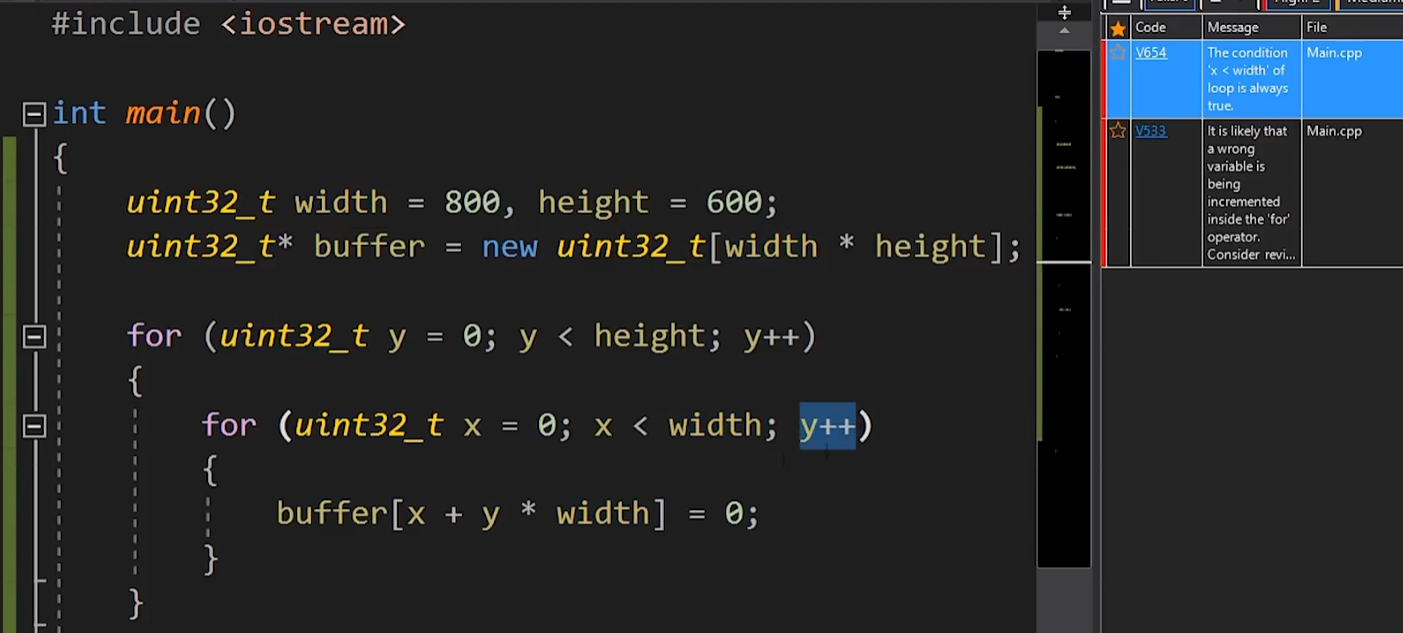 #include <iostream>
int main()
{
uint32_t width = 800, height = 600;
uint32_t* buffer = new uint32_t[width * height];
for (uint32_t y = 0; y < height; y++)
{
for (uint32_t x = 0; x < width; y++)
{
buffer[x + y * width] = 0;
}
}
Code Message File
V654 The condition Main.cpp
'x < width' of
loop is always
true.
V533 It is likely that Main.cpp
a wrong
variable is
being
incremented
inside the 'for'
operator.
Consider revi...